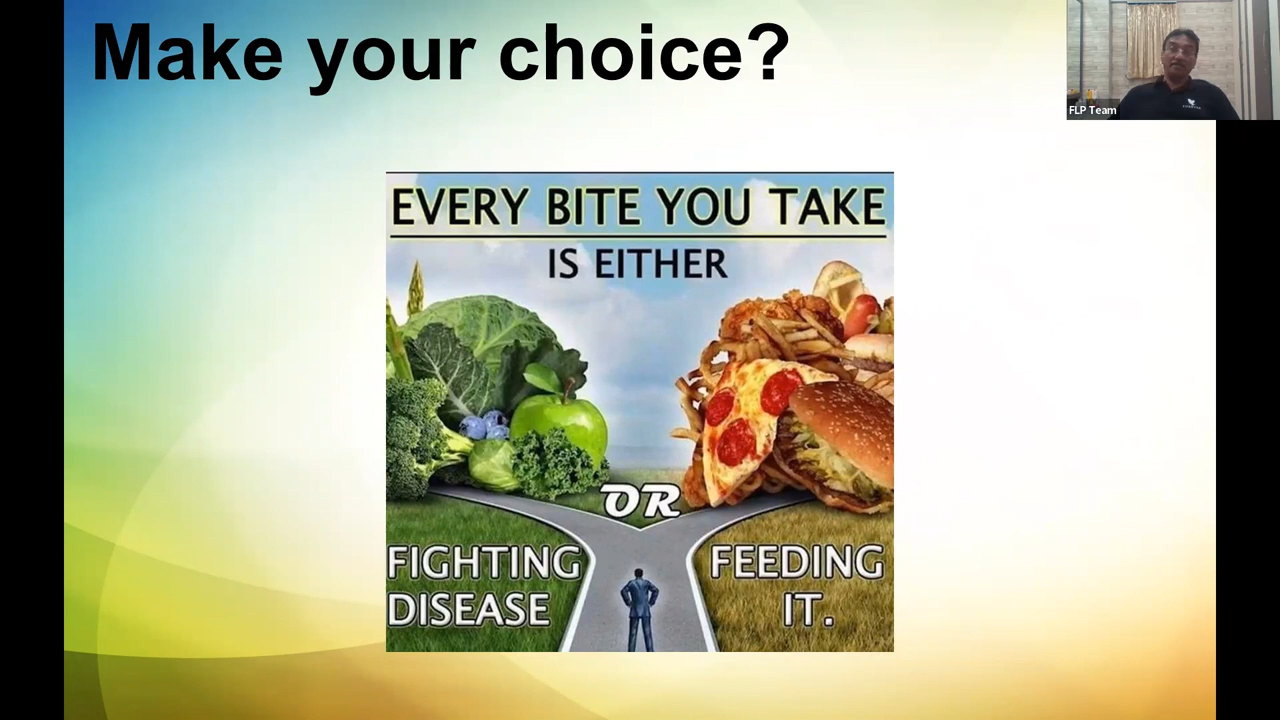 Make your choice?
FLP Team
EVERY BITE YOU TAKE
IS EITHER
OR
FIGHTING
DISEASE
FEEDING
IT.